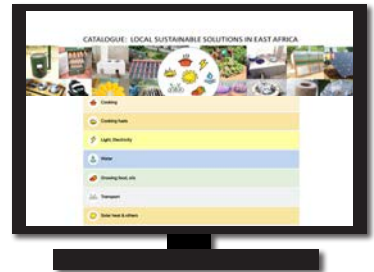 CATALOGUE: LOCAL SUSTAINABLE SOLUTIONS IN EAST AFRICA
Cooking
Cooking fuels
Light, Electricity
Water
Growing food, etc
Transport
Solar heat & others